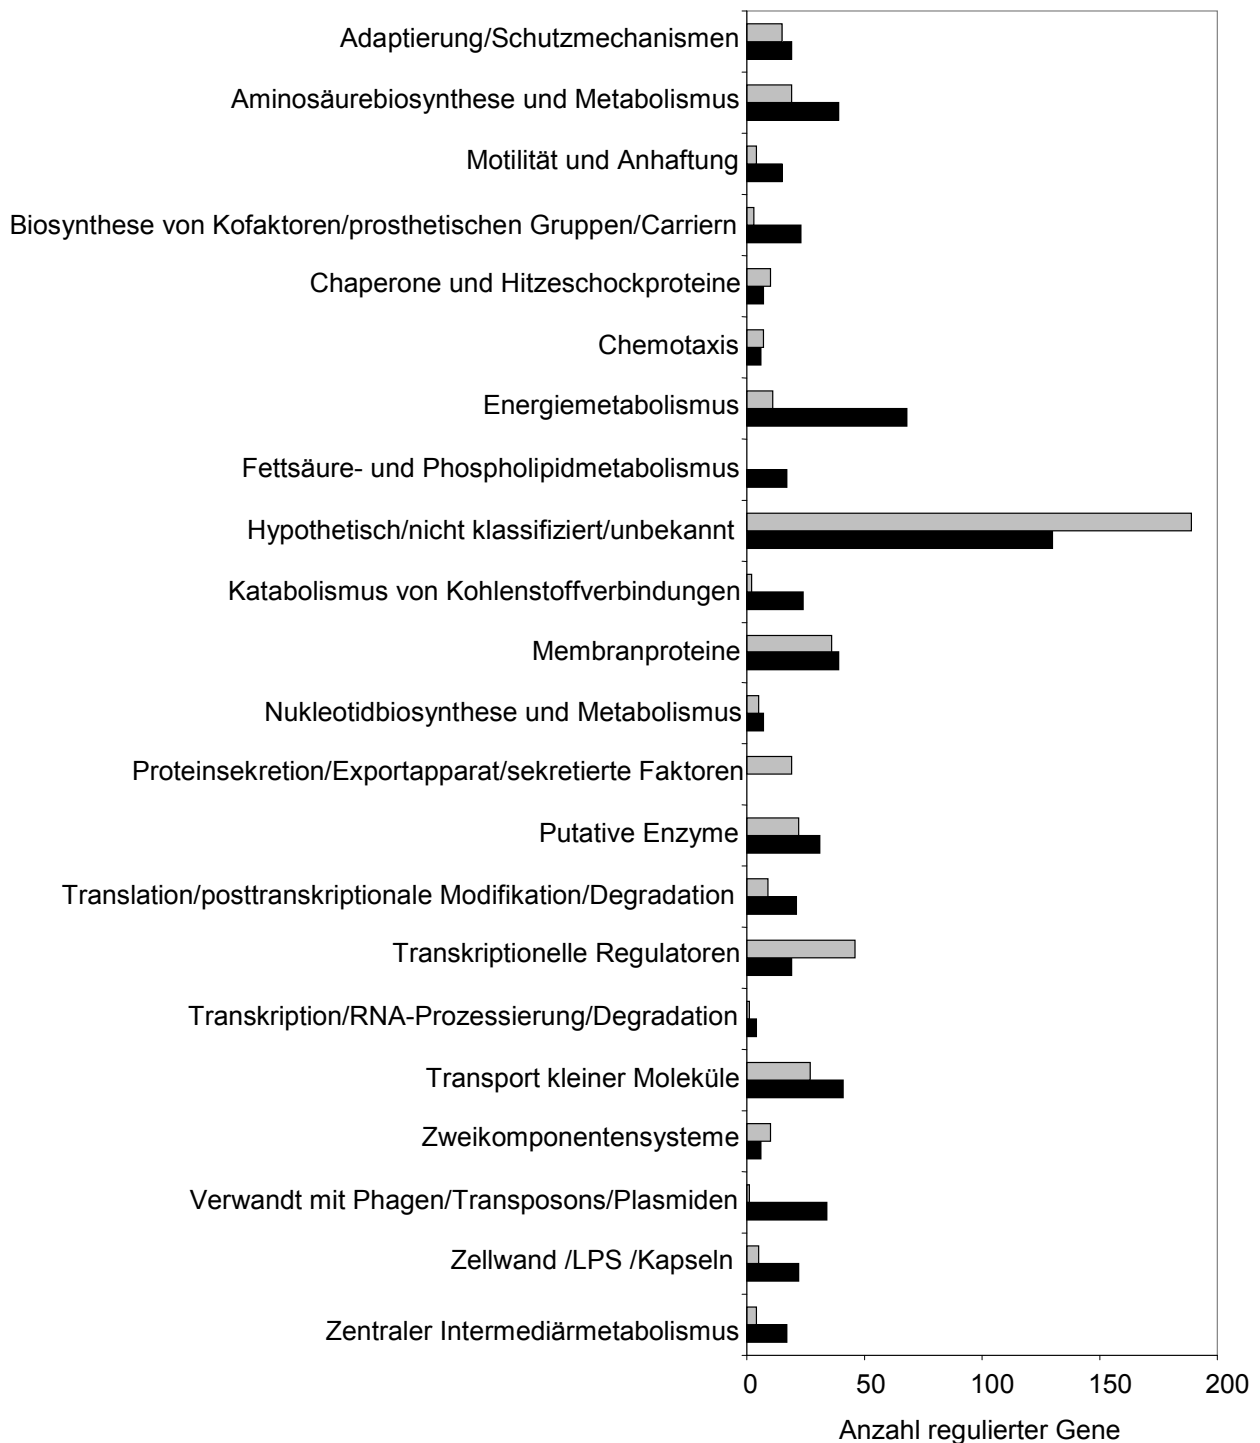 Adaptierung/Schutzmechanismen
Aminosäurebiosynthese und Metabolismus
Motilität und Anhaftung
Biosynthese von Kofaktoren/prosthetischen Gruppen/Carriern
Chaperone und Hitzeschockproteine
Chemotaxis
Energiemetabolismus
Fettsäure- und Phospholipidmetabolismus
Hypothetisch/nicht klassifiziert/unbekannt
Katabolismus von Kohlenstoffverbindungen
Membranproteine
Nukleotidbiosynthese und Metabolismus
Proteinsekretion/Exportapparat/sekretierte Faktoren
Putative Enzyme
Translation/posttranskriptionale Modifikation/Degradation
Transkriptionelle Regulatoren
Transkription/RNA-Prozessierung/Degradation
Transport kleiner Moleküle
Zweikomponentensysteme
Verwandt mit Phagen/Transposons/Plasmiden
Zellwand /LPS /Kapseln
Zentraler Intermediärmetabolismus
0 50 100 150 200
Anzahl regulierter Gene